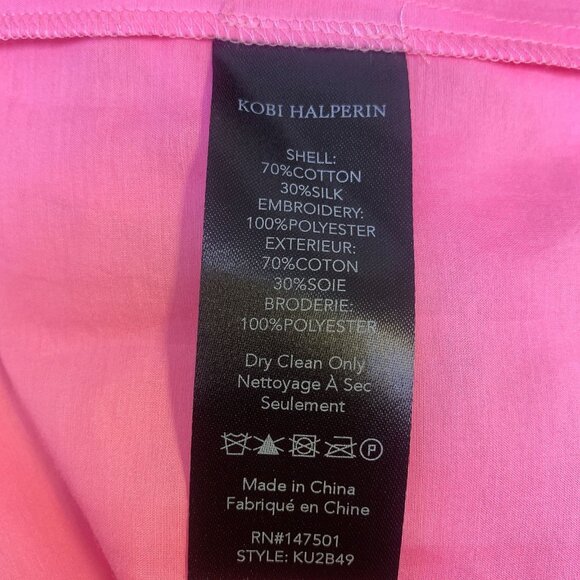 KOBI HALPERIN
SHELL:
70%COTTON
30%SILK
EMBROIDERY:
100%POLYESTER
EXTERIEUR:
70%COTON
30%SOIE
BRODERIE:
100%POLYESTER
Dry Clean Only
Nettoyage À Sec
Seulement
P
Made in China
Fabriqué en Chine
RN#147501
STYLE: KU2B49